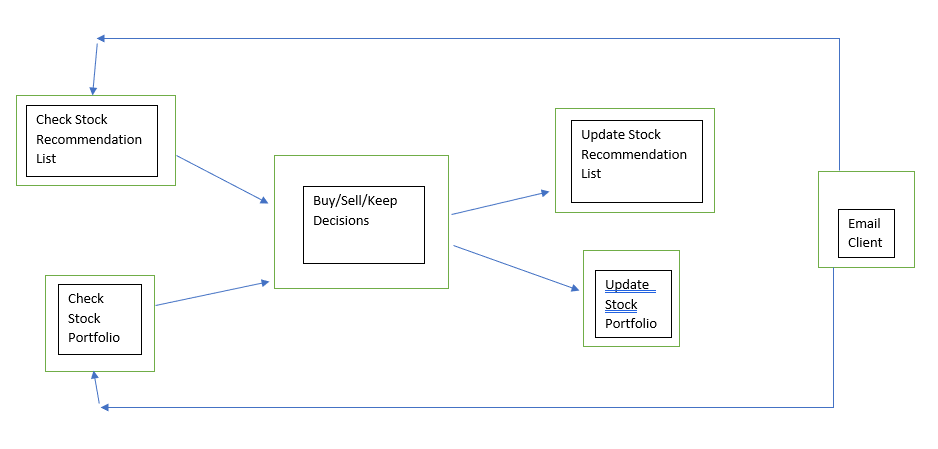 Check Stock
Recommendation
List
Check
Stock
Portfolio
Buy/Sell/Keep
Decisions
Update Stock
Recommendation
List
Update
Stock
Portfolio
Email
Client